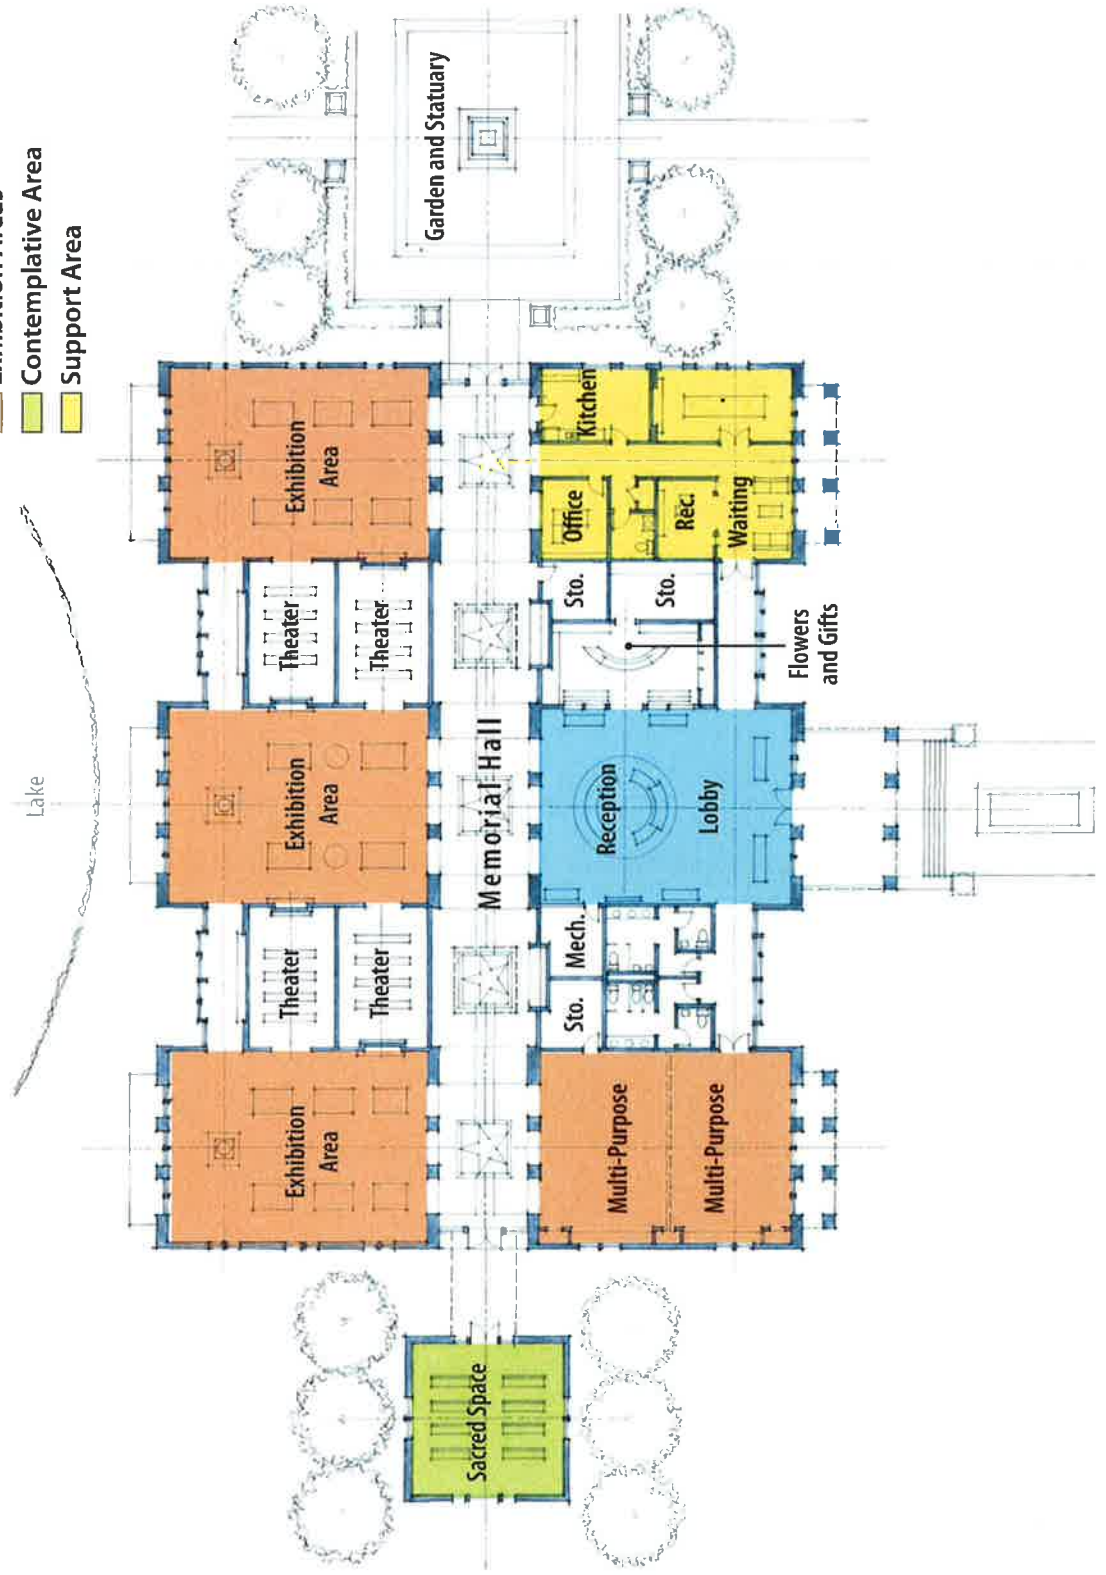 Contemplative Area
Support Area
Lake
Garden and Statuary
Exhibition
Area
Theater
Theater
Exhibition
Area
Theater
Theater
Exhibition
Area
Memorial Hall
Kitchen
Office
Rec.
Waiting
Sto.
Sto.
Flowers
and Gifts
Reception
Lobby
Mech.
Sto.
Multi-Purpose
Multi-Purpose
Sacred Space